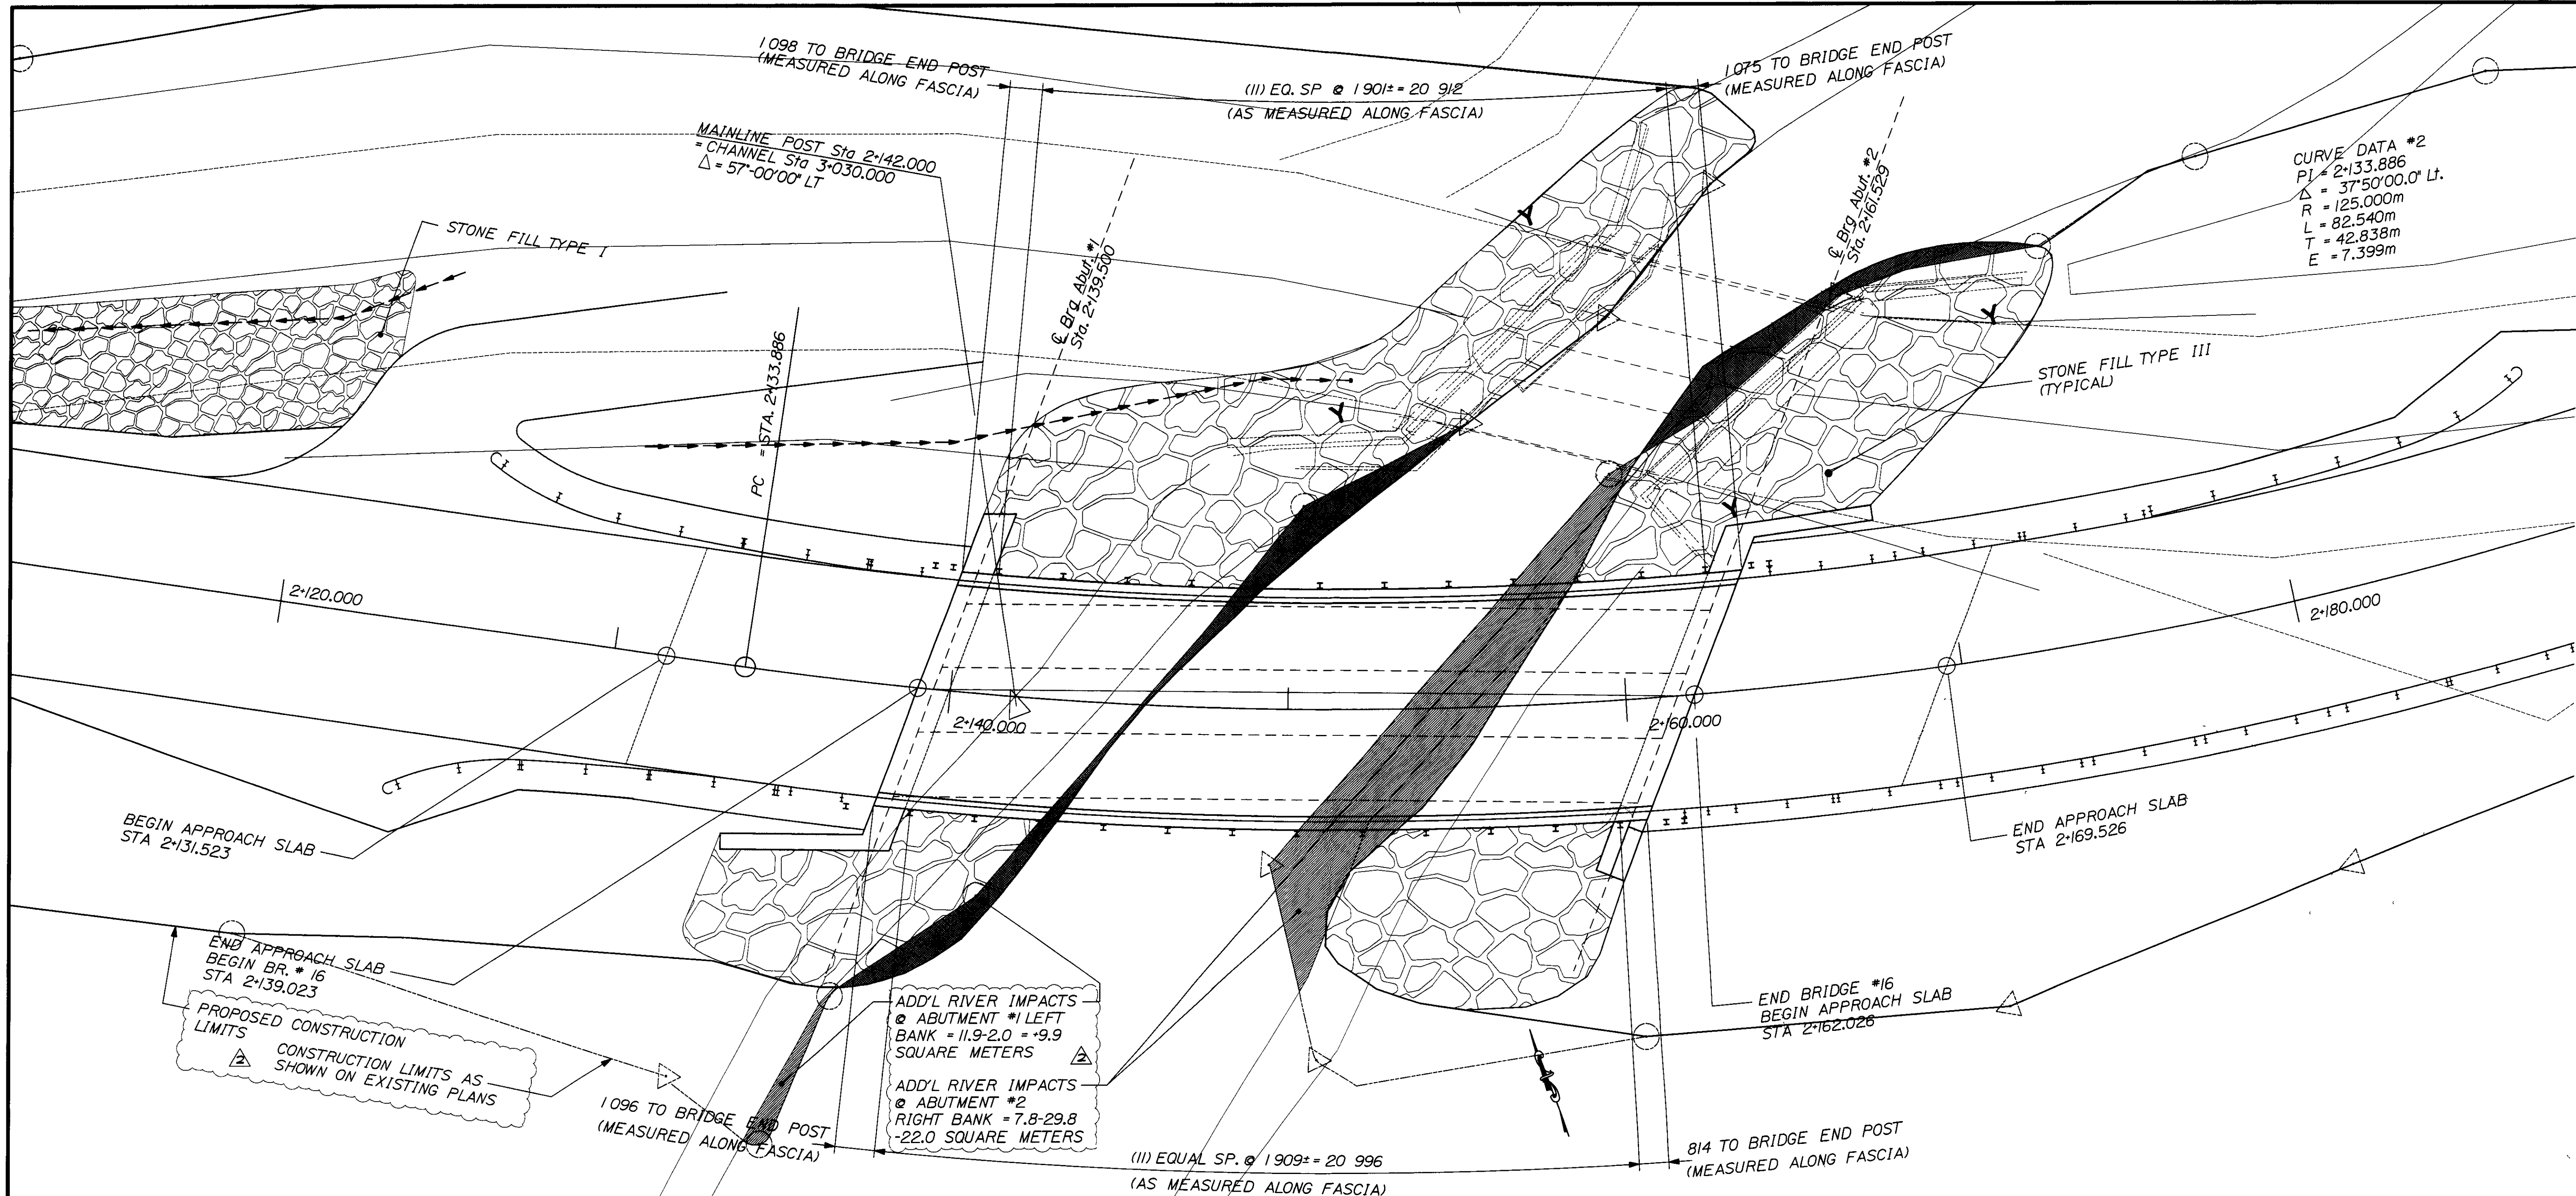 1 098 TO BRIDGE END POST
(MEASURED ALONG FASCIA)
(11) EQ. SP @ 1 901± = 20 912
(AS MEASURED ALONG FASCIA)
1 075 TO BRIDGE END POST
(MEASURED ALONG FASCIA)
MAINLINE POST Sta 2+142.000
= CHANNEL Sta 3+030.000
Δ = 57°-00'00" LT
CURVE DATA #2
PI = 2+133.886
Δ = 37°50'00.0" Lt.
R = 125.000m
L = 82.540m
T = 42.838m
E = 7.399m
STONE FILL TYPE I
℄ Brg Abut. #1
Sta. 2+139.500
℄ Brg Abut. #2
Sta. 2+161.529
Y
Y
Y
Y
PC = STA. 2+133.886
STONE FILL TYPE III
(TYPICAL)
2+120.000
2+140.000
2+160.000
2+180.000
BEGIN APPROACH SLAB
STA 2+131.523
END APPROACH SLAB
STA 2+169.526
END APPROACH SLAB
BEGIN BR. # 16
STA 2+139.023
PROPOSED CONSTRUCTION
LIMITS
2
CONSTRUCTION LIMITS AS
SHOWN ON EXISTING PLANS
ADD'L RIVER IMPACTS
@ ABUTMENT #1 LEFT
BANK = 11.9-2.0 = +9.9
SQUARE METERS
2
ADD'L RIVER IMPACTS
@ ABUTMENT #2
RIGHT BANK = 7.8-29.8
-22.0 SQUARE METERS
END BRIDGE #16
BEGIN APPROACH SLAB
STA 2+162.026
1 096 TO BRIDGE END POST
(MEASURED ALONG FASCIA)
(11) EQUAL SP. @ 1 909± = 20 996
(AS MEASURED ALONG FASCIA)
814 TO BRIDGE END POST
(MEASURED ALONG FASCIA)